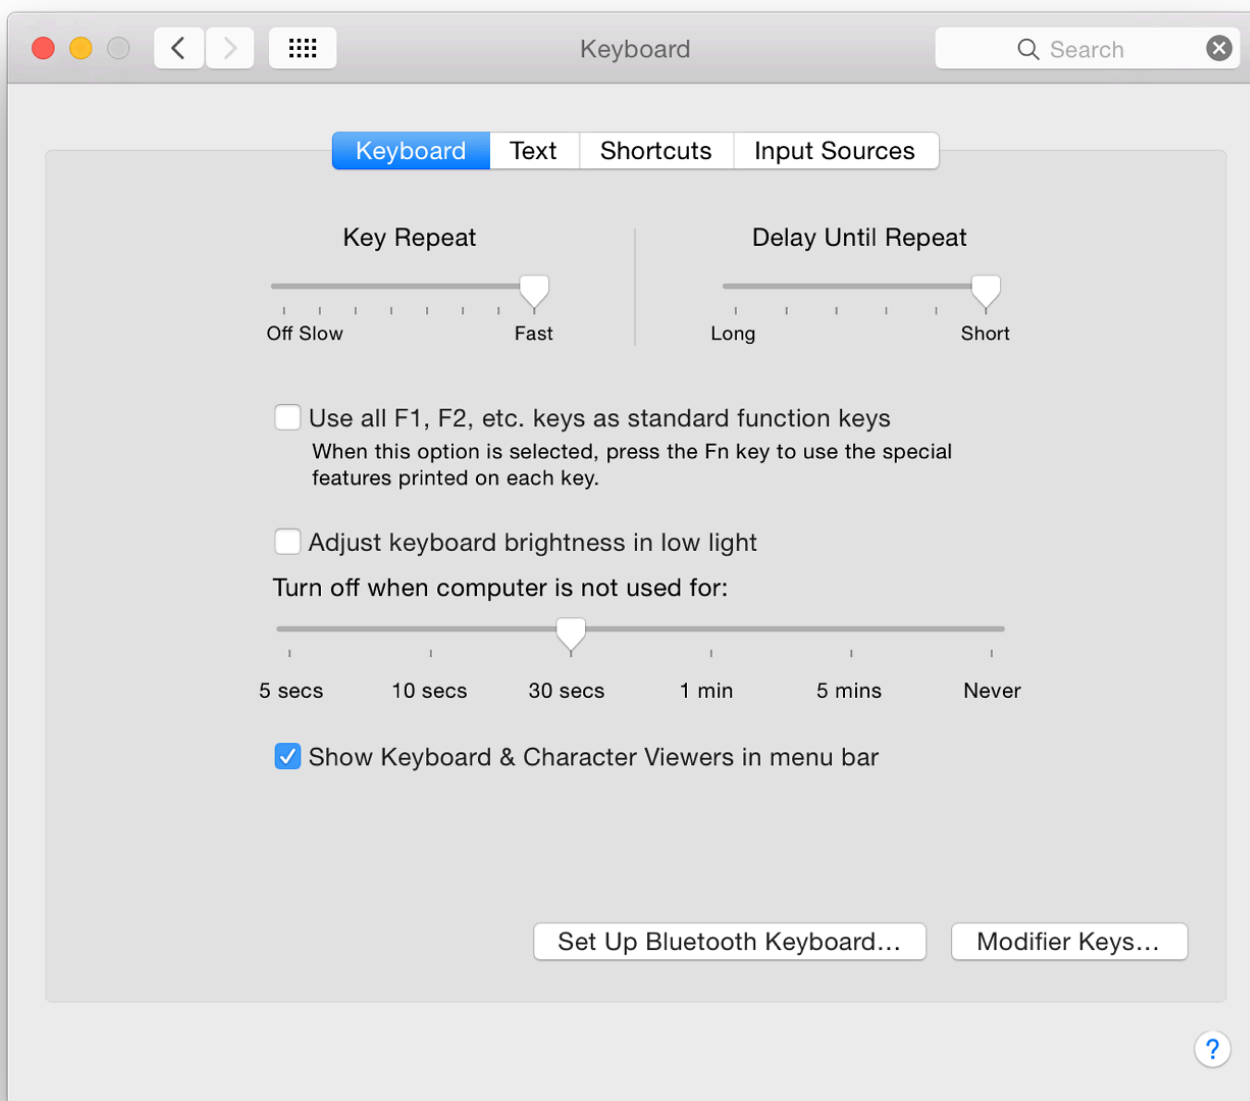 Keyboard
Search
Keyboard Text Shortcuts Input Sources
Key Repeat
Delay Until Repeat
Off Slow Fast
Long Short
Use all F1, F2, etc. keys as standard function keys
When this option is selected, press the Fn key to use the special
features printed on each key.
Adjust keyboard brightness in low light
Turn off when computer is not used for:
5 secs 10 secs 30 secs 1 min 5 mins Never
Show Keyboard & Character Viewers in menu bar
Set Up Bluetooth Keyboard... Modifier Keys...
?